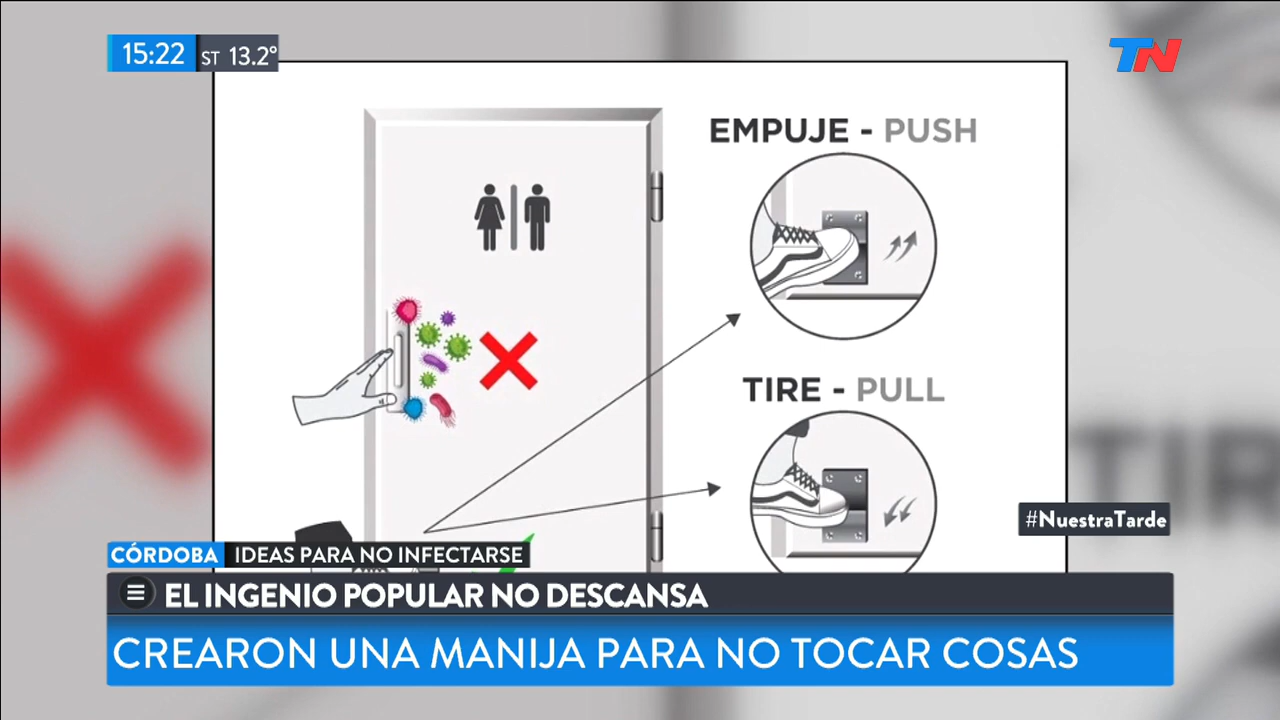 15:22 ST 13.2°
TN
EMPUJE - PUSH
TIRE - PULL
#NuestraTarde
CÓRDOBA IDEAS PARA NO INFECTARSE
EL INGENIO POPULAR NO DESCANSA
CREARON UNA MANIJA PARA NO TOCAR COSAS
TIR